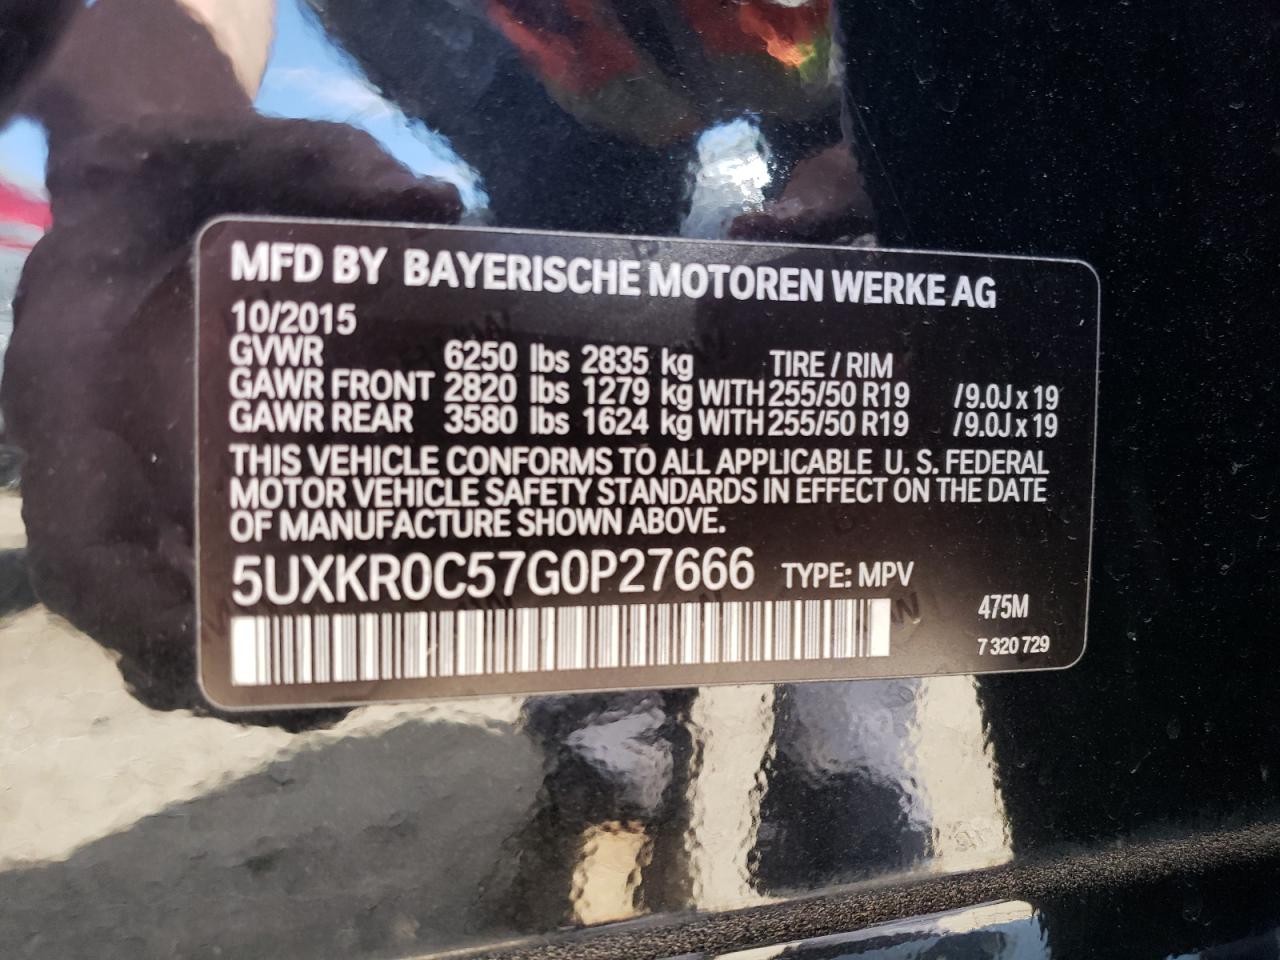 MFD BY BAYERISCHE MOTOREN WERKE AG
10/2015
GVWR 6250 lbs 2835 kg TIRE / RIM
GAWR FRONT 2820 lbs 1279 kg WITH 255/50 R19 /9.0J x 19
GAWR REAR 3580 lbs 1624 kg WITH 255/50 R19 /9.0J x 19
THIS VEHICLE CONFORMS TO ALL APPLICABLE U. S. FEDERAL
MOTOR VEHICLE SAFETY STANDARDS IN EFFECT ON THE DATE
OF MANUFACTURE SHOWN ABOVE.
5UXKR0C57G0P27666 TYPE: MPV
475M
7 320 729